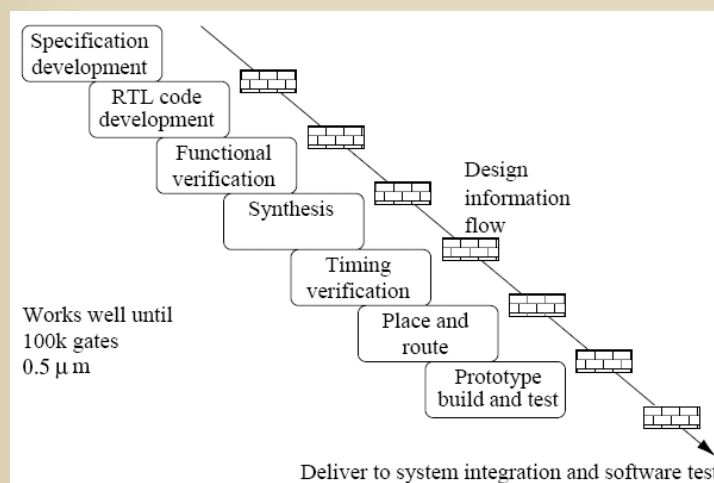 Specification
development
RTL code
development
Functional
verification
Synthesis
Design
information
flow
Timing
verification
Works well until
100k gates
0.5 μm
Place and
route
Prototype
build and test
Deliver to system integration and software test